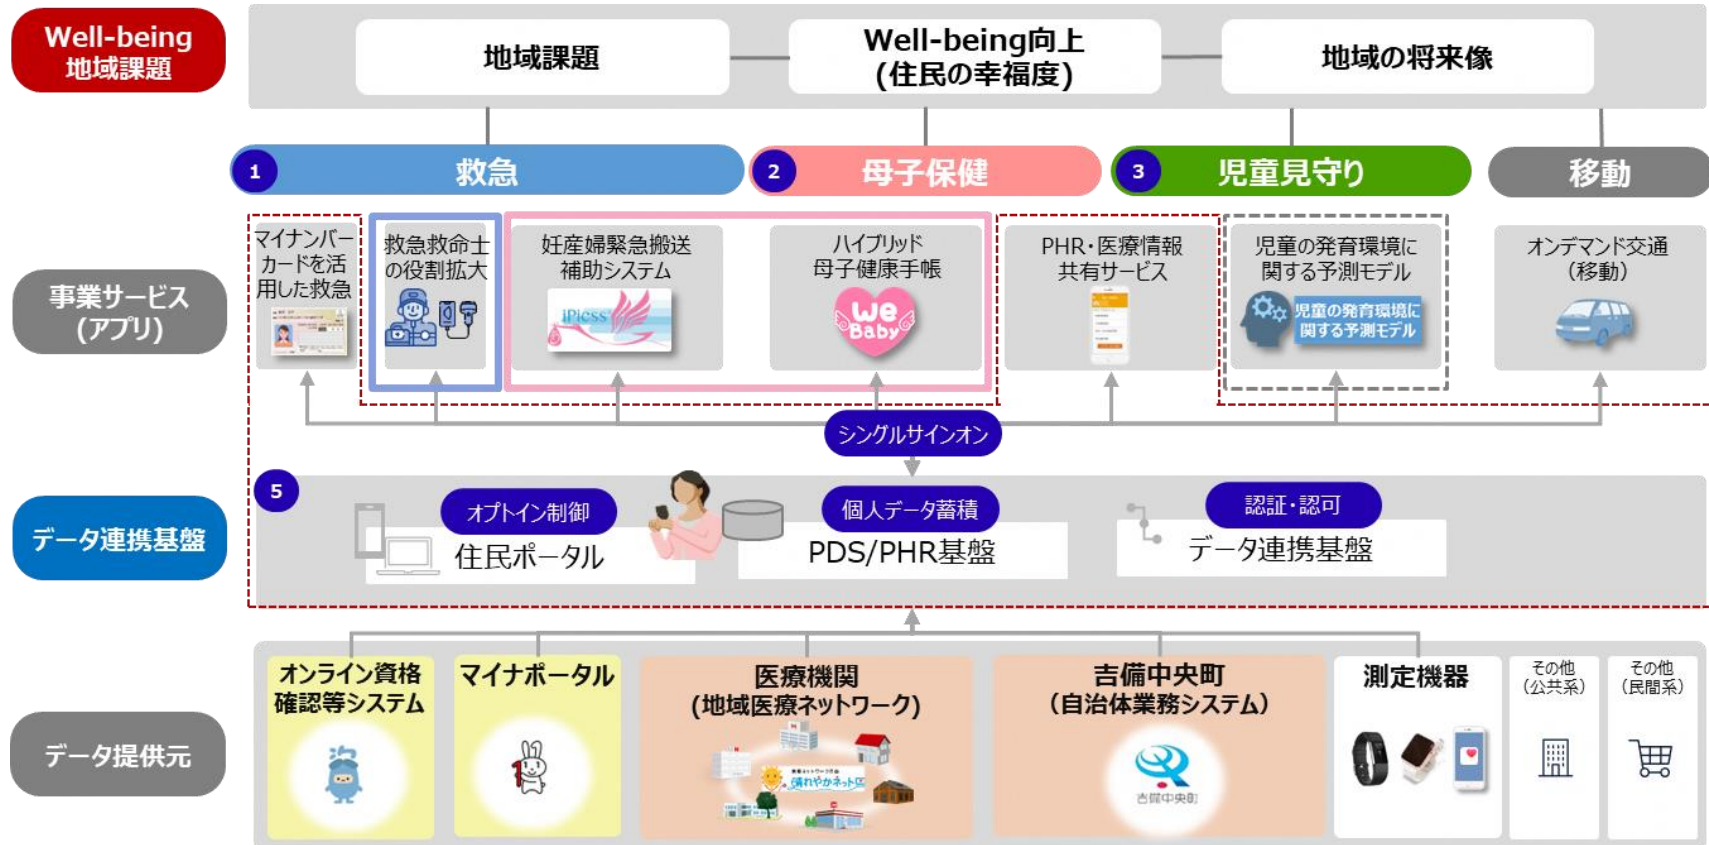 Well-being
地域課題
地域課題
Well-being向上
(住民の幸福度)
地域の将来像
1
救急
2
母子保健
3
児童見守り
移動
事業サービス
(アプリ)
マイナンバー
カードを活
用した救急
救急救命士
の役割拡大
妊産婦緊急搬送
補助システム
iPicss
ハイブリッド
母子健康手帳
We
Baby
PHR・医療情報
共有サービス
児童の発育環境に
関する予測モデル
児童の発育環境に
関する予測モデル
オンデマンド交通
（移動）
シングルサインオン
データ連携基盤
5
オプトイン制御
住民ポータル
個人データ蓄積
PDS/PHR基盤
認証・認可
データ連携基盤
データ提供元
オンライン資格
確認等システム
マイナポータル
医療機関
(地域医療ネットワーク)
晴れやかネット
吉備中央町
（自治体業務システム）
吉備中央町
測定機器
その他
（公共系）
その他
（民間系）